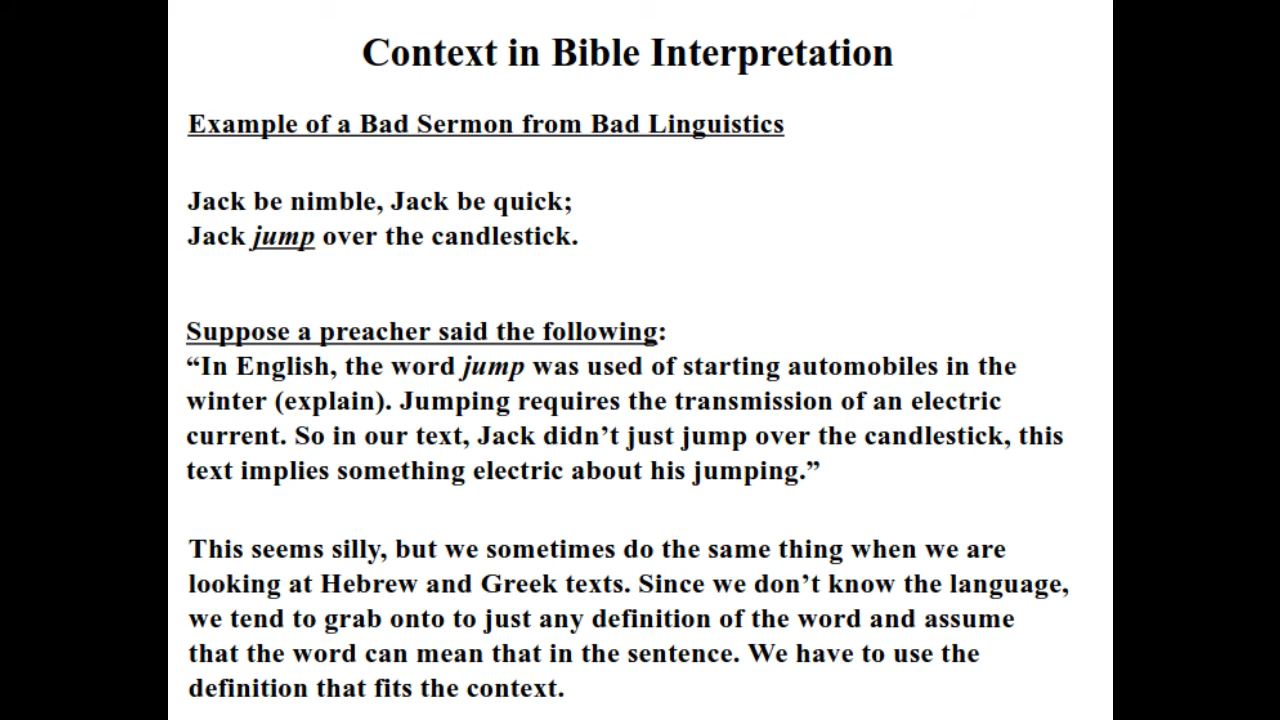 Context in Bible Interpretation
Example of a Bad Sermon from Bad Linguistics
Jack be nimble, Jack be quick;
Jack jump over the candlestick.
Suppose a preacher said the following:
“In English, the word jump was used of starting automobiles in the
winter (explain). Jumping requires the transmission of an electric
current. So in our text, Jack didn’t just jump over the candlestick, this
text implies something electric about his jumping.”
This seems silly, but we sometimes do the same thing when we are
looking at Hebrew and Greek texts. Since we don’t know the language,
we tend to grab onto to just any definition of the word and assume
that the word can mean that in the sentence. We have to use the
definition that fits the context.